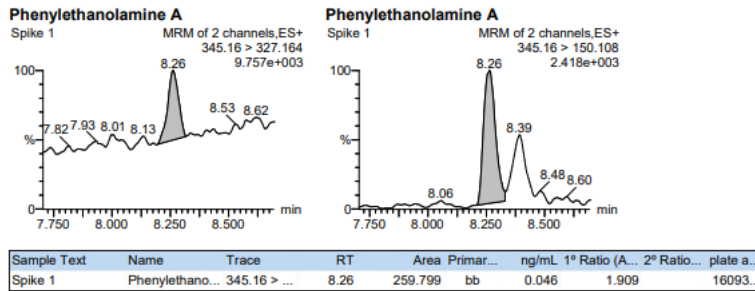 Phenylethanolamine A
Spike 1
MRM of 2 channels,ES+
345.16 > 327.164
9.757e+003
8.26
100
7.82
7.93
8.01
8.13
8.53
8.62
%
0
7.750
8.000
8.250
8.500
min
Phenylethanolamine A
Spike 1
MRM of 2 channels,ES+
345.16 > 150.108
2.418e+003
8.26
100
8.39
%
8.06
8.48
8.60
0
7.750
8.000
8.250
8.500
min
Sample Text Name Trace RT Area Primar... ng/mL 1º Ratio (A... 2º Ratio... plate a...
Spike 1 Phenylethano... 345.16 > ... 8.26 259.799 bb 0.046 1.909 16093...